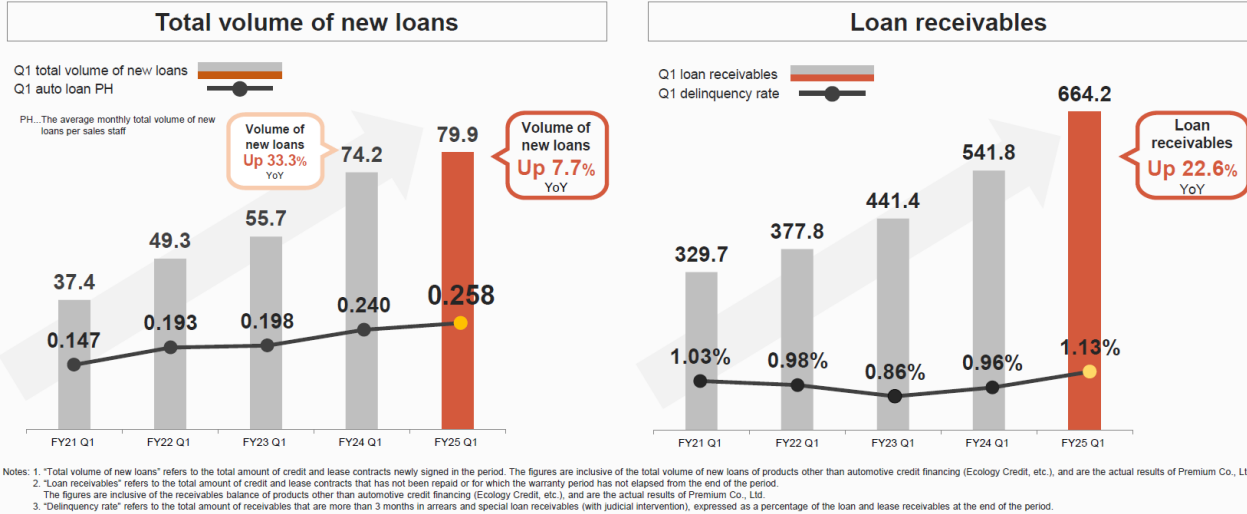 Total volume of new loans
Q1 total volume of new loans
Q1 auto loan PH
PH...The average monthly total volume of new
loans per sales staff
Volume of
new loans
Up 33.3%
YoY
Volume of
new loans
Up 7.7%
YoY
37.4
49.3
55.7
74.2
79.9
0.147
0.193
0.198
0.240
0.258
FY21 Q1
FY22 Q1
FY23 Q1
FY24 Q1
FY25 Q1
Loan receivables
Q1 loan receivables
Q1 delinquency rate
Loan
receivables
Up 22.6%
YoY
329.7
377.8
441.4
541.8
664.2
1.03%
0.98%
0.86%
0.96%
1.13%
FY21 Q1
FY22 Q1
FY23 Q1
FY24 Q1
FY25 Q1
Notes: 1. "Total volume of new loans" refers to the total amount of credit and lease contracts newly signed in the period. The figures are inclusive of the total volume of new loans of products other than automotive credit financing (Ecology Credit, etc.), and are the actual results of Premium Co., Lt
2. "Loan receivables" refers to the total amount of credit and lease contracts that has not been repaid or for which the warranty period has not elapsed from the end of the period.
The figures are inclusive of the receivables balance of products other than automotive credit financing (Ecology Credit, etc.), and are the actual results of Premium Co., Ltd.
3. "Delinquency rate" refers to the total amount of receivables that are more than 3 months in arrears and special loan receivables (with judicial intervention), expressed as a percentage of the loan and lease receivables at the end of the period.